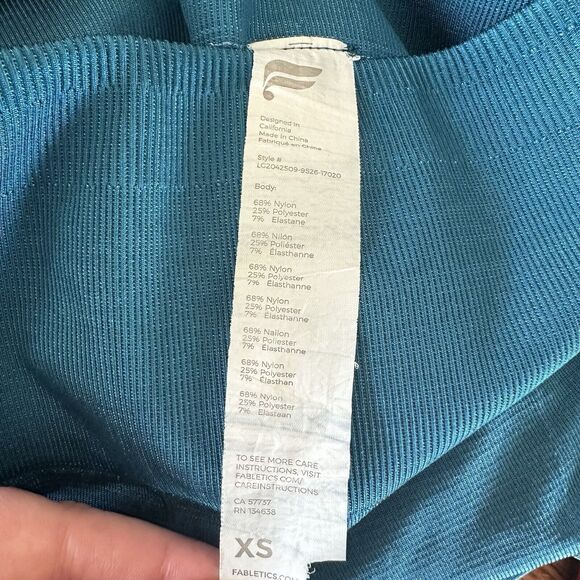 Designed in
California
Made in China
Fabriqué en Chine
Style #
LC2042509-9526-17020
Body:
68% Nylon
25% Polyester
7% Elastane
68% Nilón
25% Poliéster
7% Elasthanne
68% Nylon
25% Polyester
7% Elasthanne
68% Nylon
25% Polyester
7% Elasthanne
68% Nailon
25% Poliester
7% Elasthanne
68% Nylon
25% Polyester
7% Elasthan
68% Nylon
25% Polyester
7% Elastaan
TO SEE MORE CARE
INSTRUCTIONS, VISIT
FABLETICS.COM/
CAREINSTRUCTIONS
CA 57737
RN 134638
XS
FABLETICS.COM